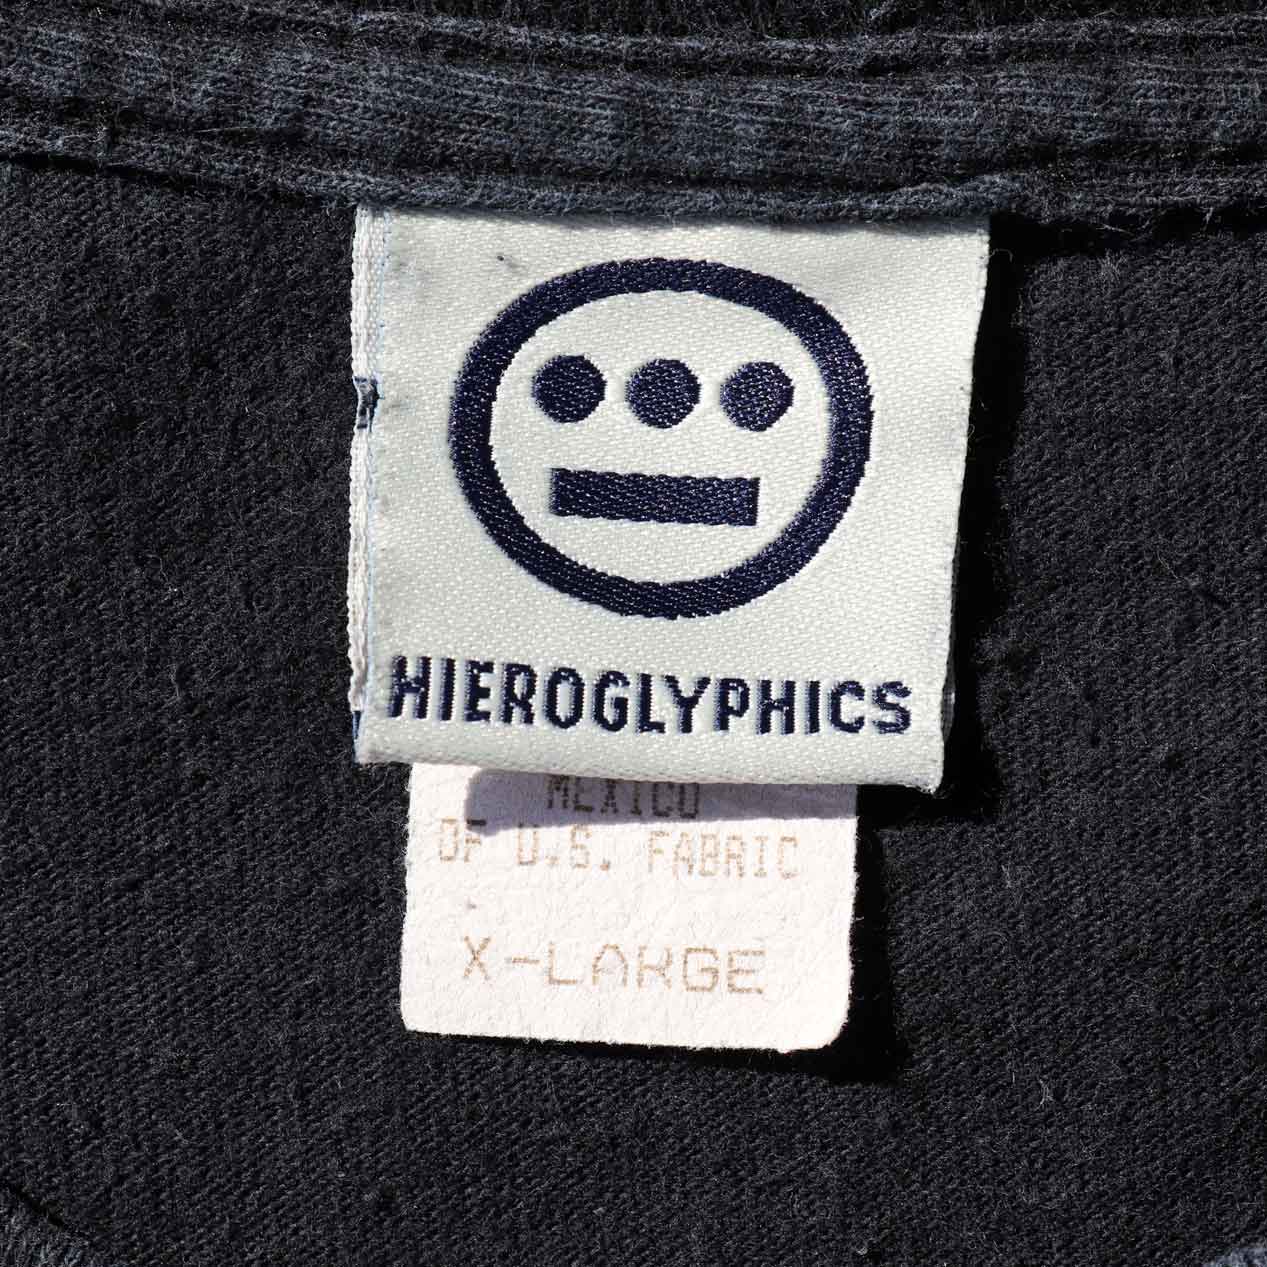 HIEROGLYPHICS
MEXICO
OF U.S. FABRIC
X-LARGE